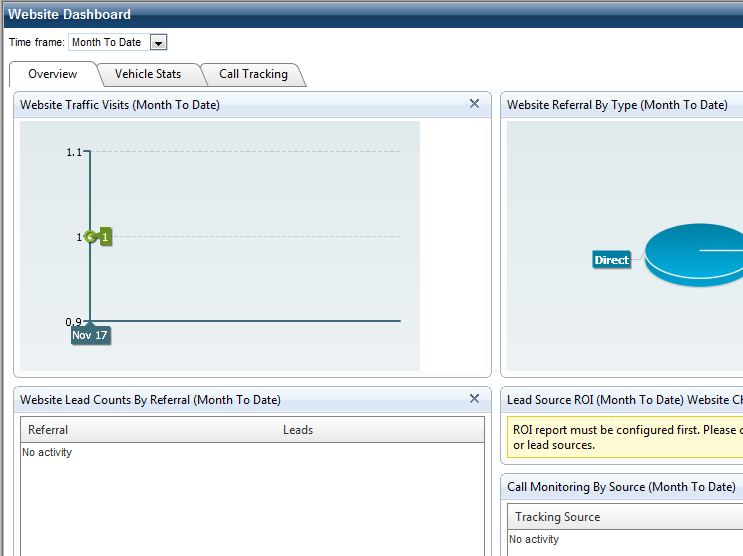 Website Dashboard
Time frame: Month To Date
Overview Vehicle Stats Call Tracking
Website Traffic Visits (Month To Date)
1.1
1 1
0.9
Nov 17
Website Referral By Type (Month To Date)
Direct
Website Lead Counts By Referral (Month To Date)
Referral Leads
No activity
Lead Source ROI (Month To Date) Website
ROI report must be configured first. Please
or lead sources.
Call Monitoring By Source (Month To Date)
Tracking Source
No activity